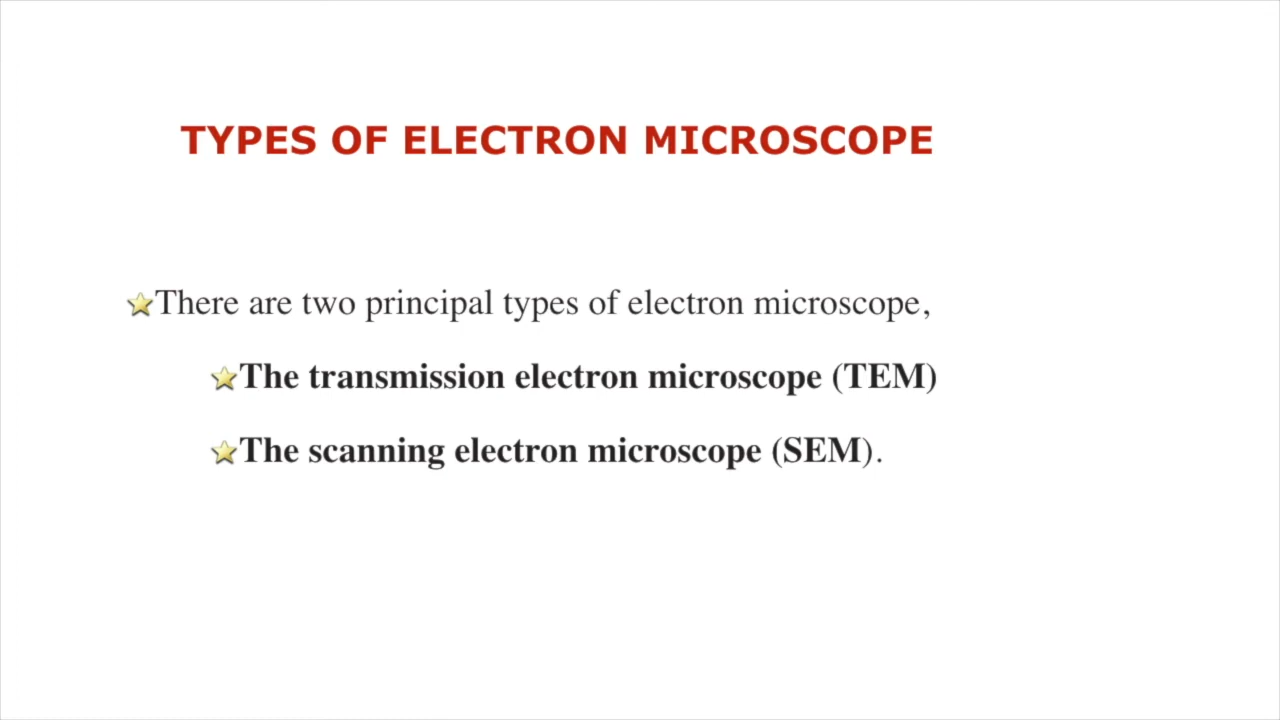 TYPES OF ELECTRON MICROSCOPE
There are two principal types of electron microscope,
The transmission electron microscope (TEM)
The scanning electron microscope (SEM).